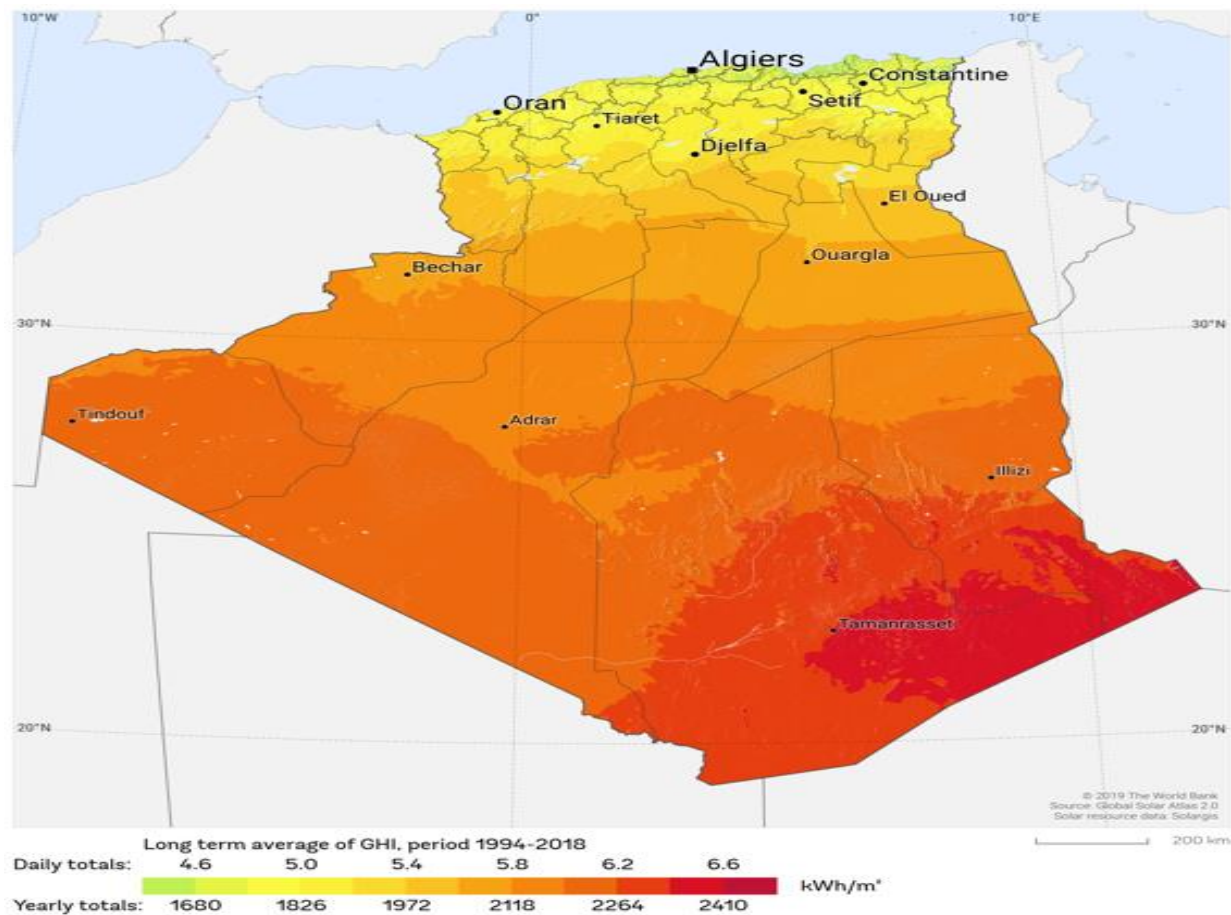 10°W 0° 10°E
Algiers
Constantine
Oran
Setif
Tiaret
Djelfa
El Oued
Bechar
Ouargla
30°N 30°N
Tindouf
Adrar
Illizi
Tamanrasset
20°N 20°N
© 2019 The World Bank
Source: Global Solar Atlas 2.0
Solar resource data: Solargis
200 km
Long term average of GHI, period 1994-2018
Daily totals: 4.6 5.0 5.4 5.8 6.2 6.6
kWh/m²
Yearly totals: 1680 1826 1972 2118 2264 2410